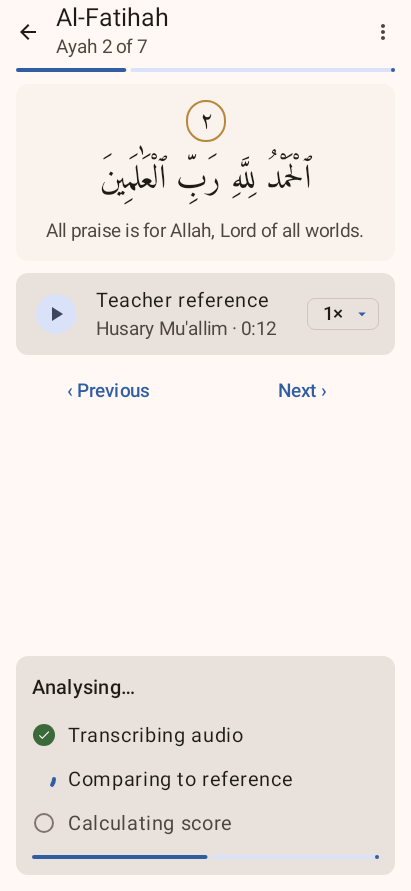 Al-Fatihah
Ayah 2 of 7
٢
ٱلْحَمْدُ لِلَّهِ رَبِّ ٱلْعَٰلَمِينَ
All praise is for Allah, Lord of all worlds.
Teacher reference
Husary Mu'allim · 0:12
1×
‹ Previous
Next ›
Analysing…
Transcribing audio
Comparing to reference
Calculating score